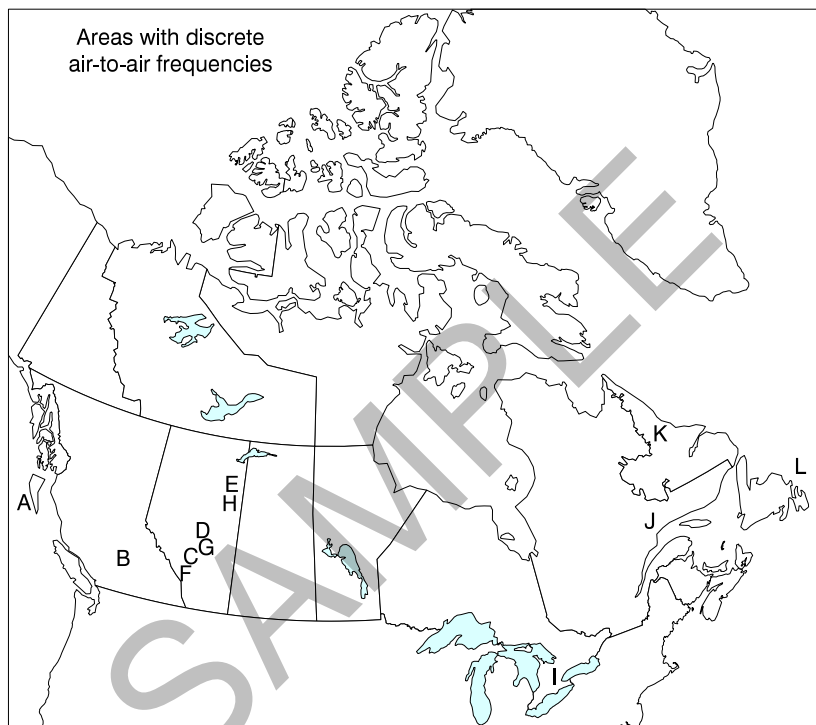 Areas with discrete
air-to-air frequencies
K
L
E
A
H
J
D
G
B
C
F
I
SAMPLE